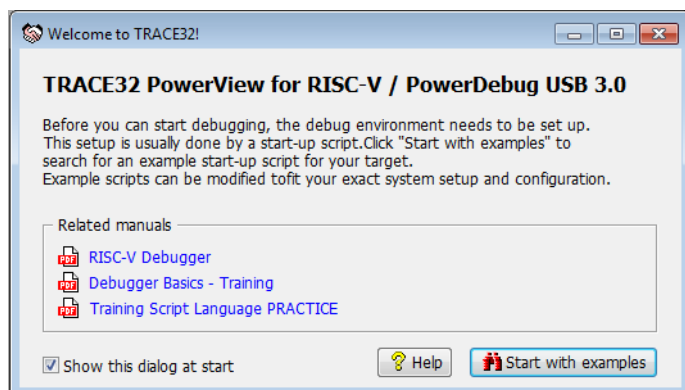 Welcome to TRACE32!
TRACE32 PowerView for RISC-V / PowerDebug USB 3.0
Before you can start debugging, the debug environment needs to be set up.
This setup is usually done by a start-up script.Click "Start with examples" to
search for an example start-up script for your target.
Example scripts can be modified tofit your exact system setup and configuration.
Related manuals
PDF RISC-V Debugger
PDF Debugger Basics - Training
PDF Training Script Language PRACTICE
Show this dialog at start
? Help
Start with examples